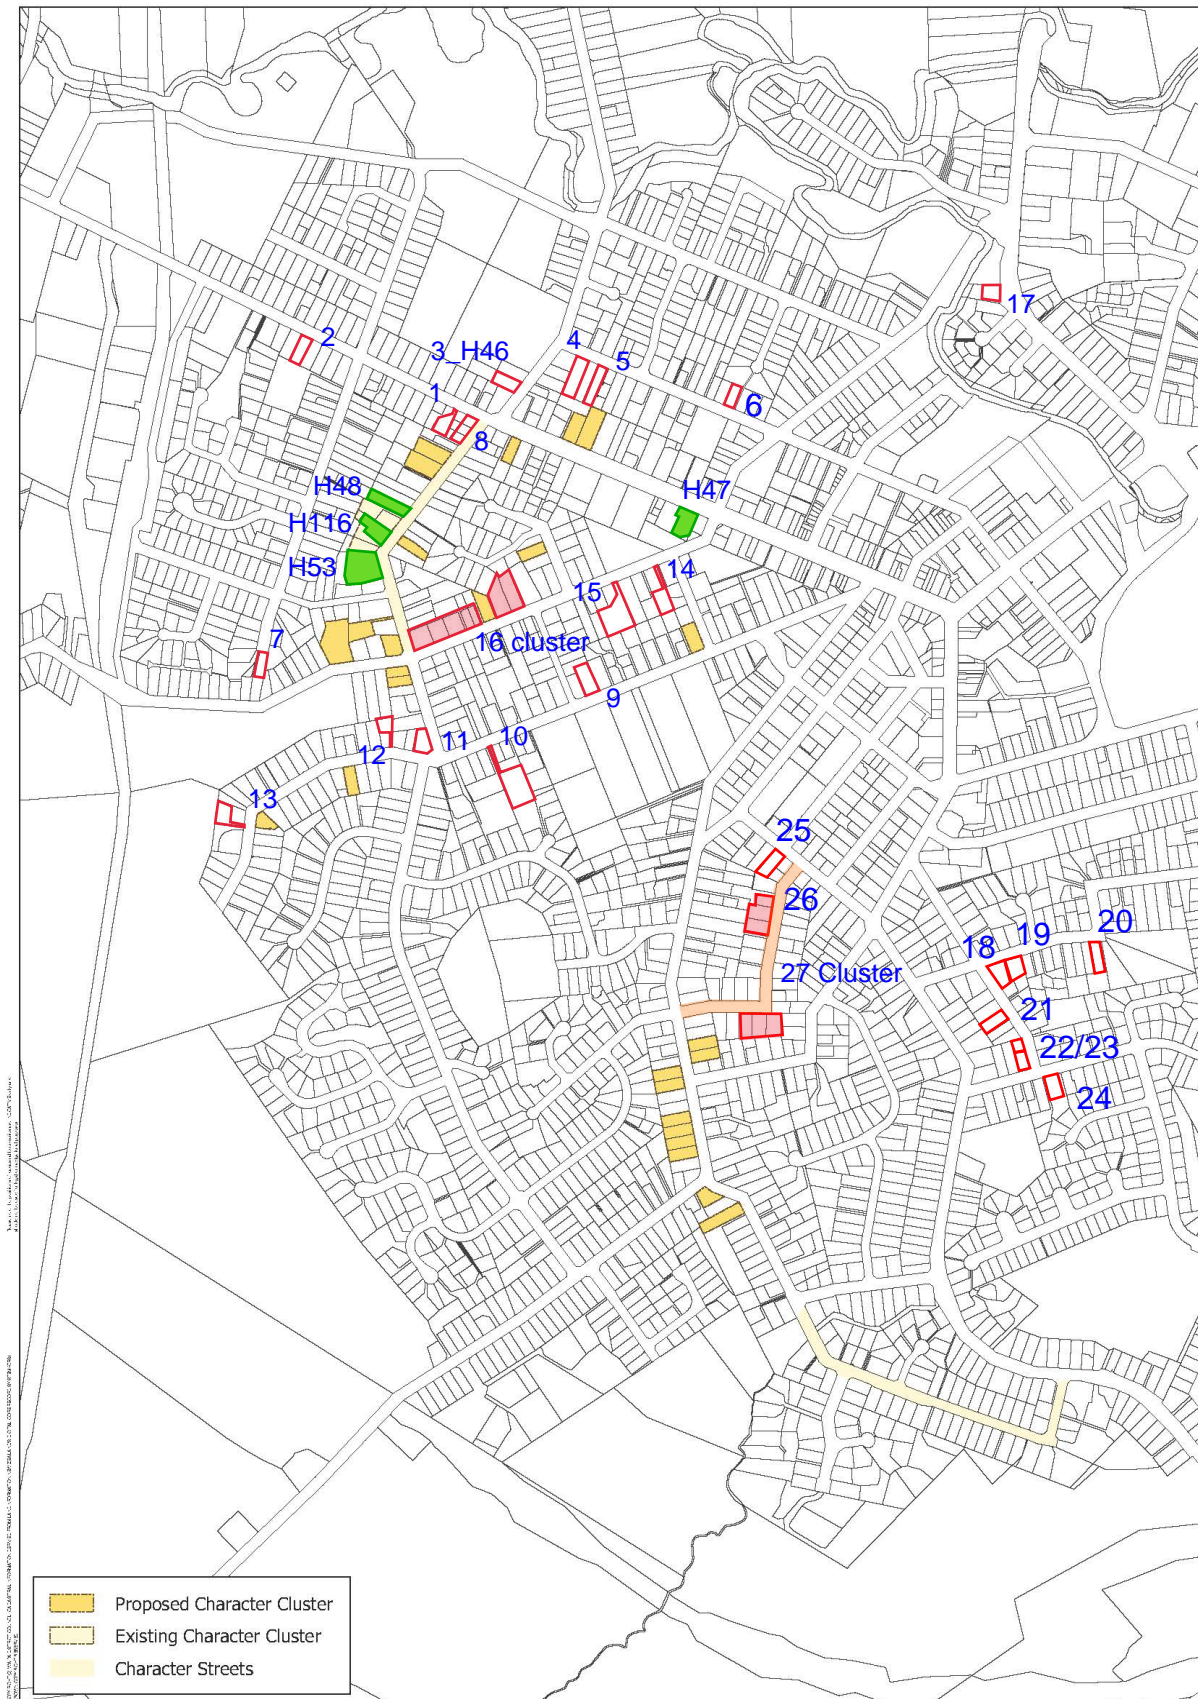 17
2
3_H46
4
5
1
6
8
H48
H47
H116
H53
14
15
16 cluster
7
9
11
10
12
13
25
26
20
19
18
27 Cluster
21
22/23
24
Proposed Character Cluster
Existing Character Cluster
Character Streets